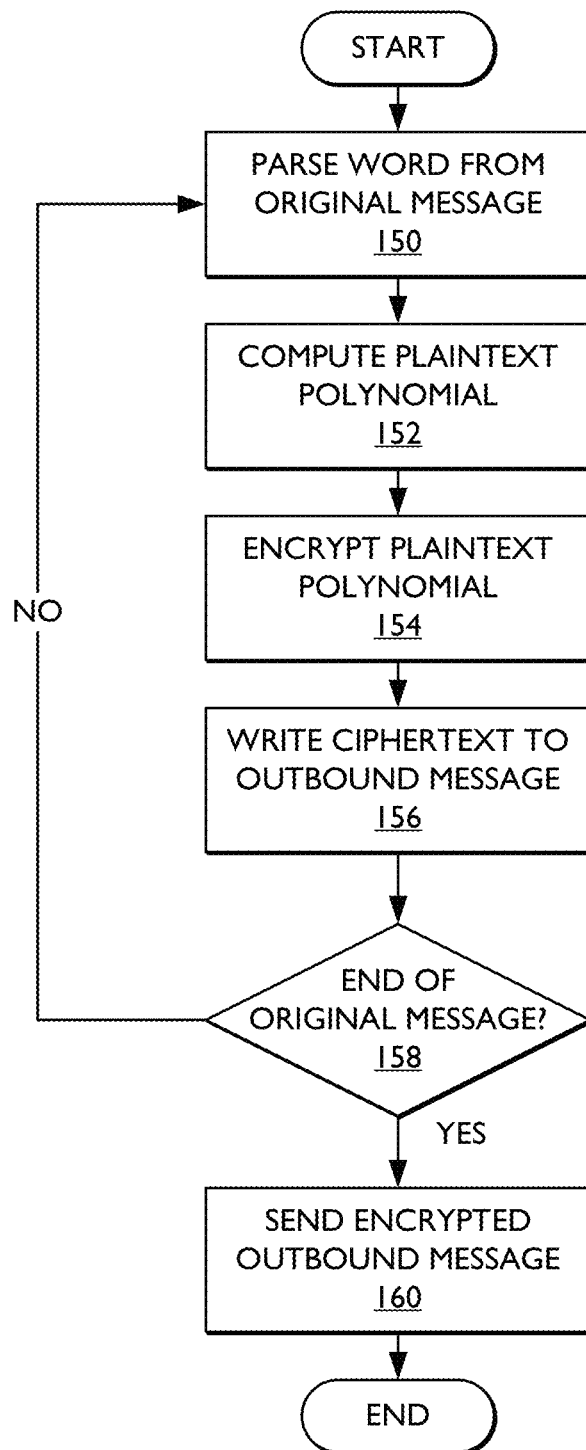 START
PARSE WORD FROM
ORIGINAL MESSAGE
150
COMPUTE PLAINTEXT
POLYNOMIAL
152
ENCRYPT PLAINTEXT
POLYNOMIAL
154
NO
WRITE CIPHERTEXT TO
OUTBOUND MESSAGE
156
END OF
ORIGINAL MESSAGE?
158
YES
SEND ENCRYPTED
OUTBOUND MESSAGE
160
END